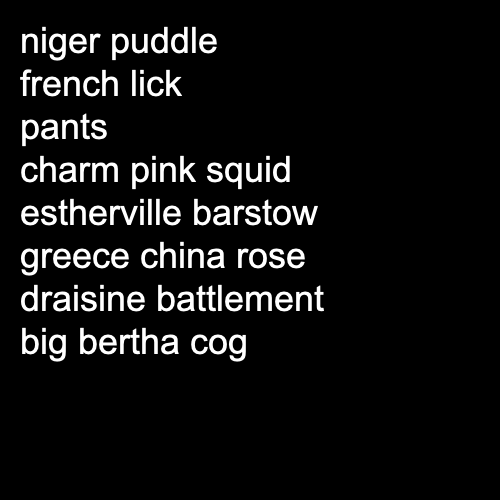 niger puddle
french lick
pants
charm pink squid
estherville barstow
greece china rose
draisine battlement
big bertha cog